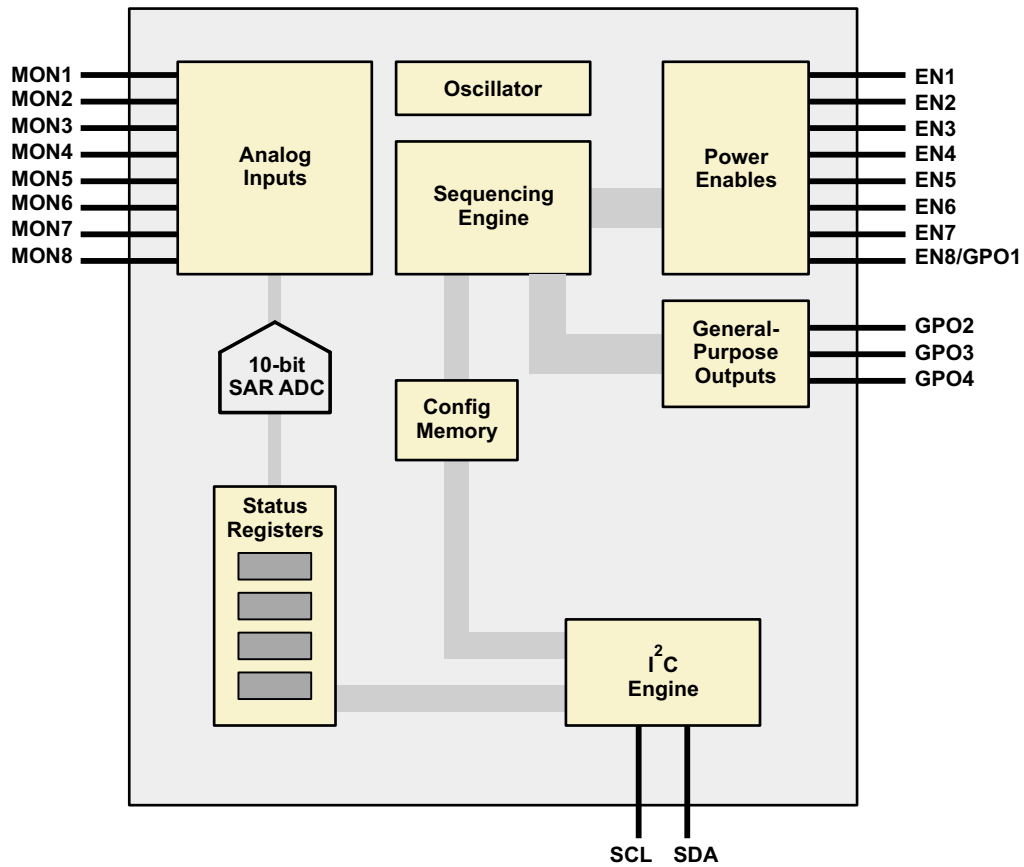 MON1
MON2
MON3
MON4
MON5
MON6
MON7
MON8
Analog
Inputs
Oscillator
Sequencing
Engine
Power
Enables
EN1
EN2
EN3
EN4
EN5
EN6
EN7
EN8/GPO1
General-
Purpose
Outputs
GPO2
GPO3
GPO4
10-bit
SAR ADC
Config
Memory
Status
Registers
I²C
Engine
SCL SDA